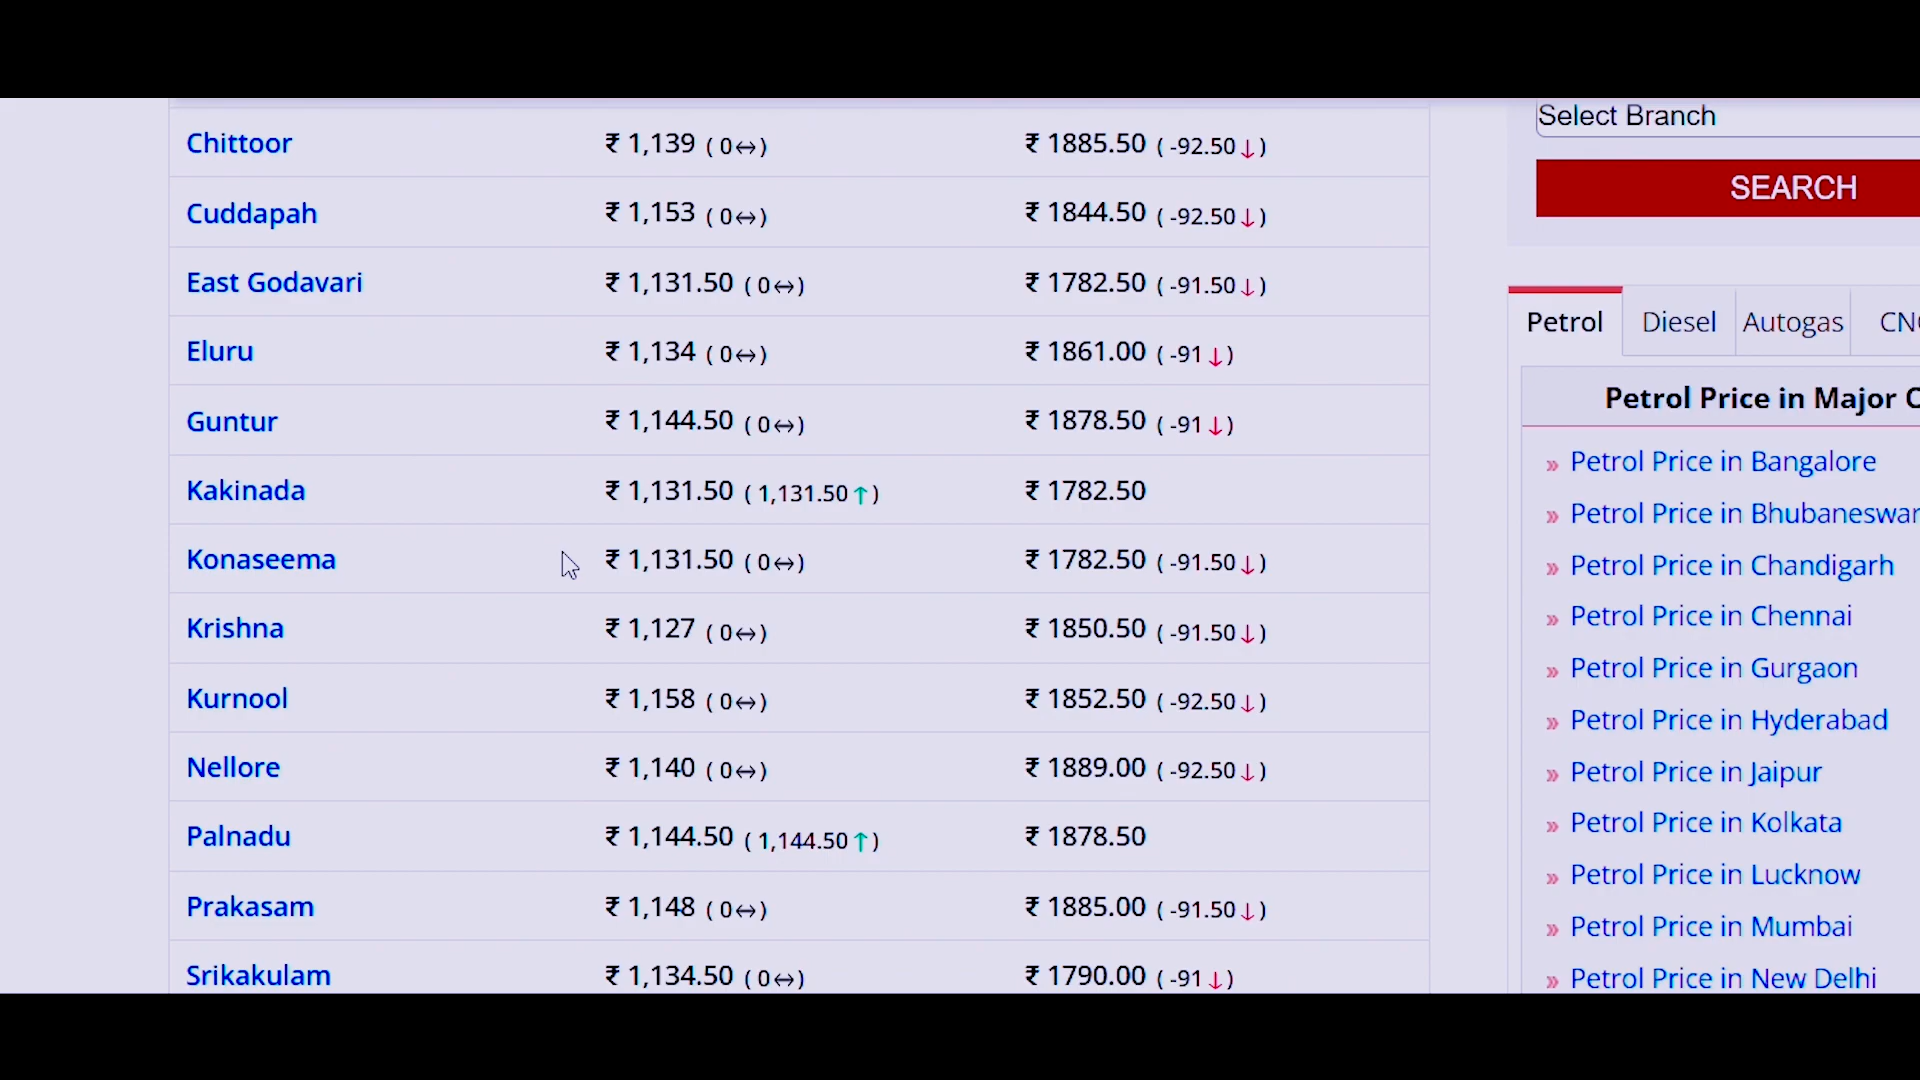 Chittoor ₹ 1,139 ( 0↔) ₹ 1885.50 ( -92.50↓)
Cuddapah ₹ 1,153 ( 0↔) ₹ 1844.50 ( -92.50↓)
East Godavari ₹ 1,131.50 ( 0↔) ₹ 1782.50 ( -91.50↓)
Eluru ₹ 1,134 ( 0↔) ₹ 1861.00 ( -91↓)
Guntur ₹ 1,144.50 ( 0↔) ₹ 1878.50 ( -91↓)
Kakinada ₹ 1,131.50 ( 1,131.50↑) ₹ 1782.50
Konaseema ₹ 1,131.50 ( 0↔) ₹ 1782.50 ( -91.50↓)
Krishna ₹ 1,127 ( 0↔) ₹ 1850.50 ( -91.50↓)
Kurnool ₹ 1,158 ( 0↔) ₹ 1852.50 ( -92.50↓)
Nellore ₹ 1,140 ( 0↔) ₹ 1889.00 ( -92.50↓)
Palnadu ₹ 1,144.50 ( 1,144.50↑) ₹ 1878.50
Prakasam ₹ 1,148 ( 0↔) ₹ 1885.00 ( -91.50↓)
Srikakulam ₹ 1,134.50 ( 0↔) ₹ 1790.00 ( -91↓)
Select Branch
SEARCH
Petrol Diesel Autogas CN
Petrol Price in Major C
» Petrol Price in Bangalore
» Petrol Price in Bhubaneswar
» Petrol Price in Chandigarh
» Petrol Price in Chennai
» Petrol Price in Gurgaon
» Petrol Price in Hyderabad
» Petrol Price in Jaipur
» Petrol Price in Kolkata
» Petrol Price in Lucknow
» Petrol Price in Mumbai
» Petrol Price in New Delhi